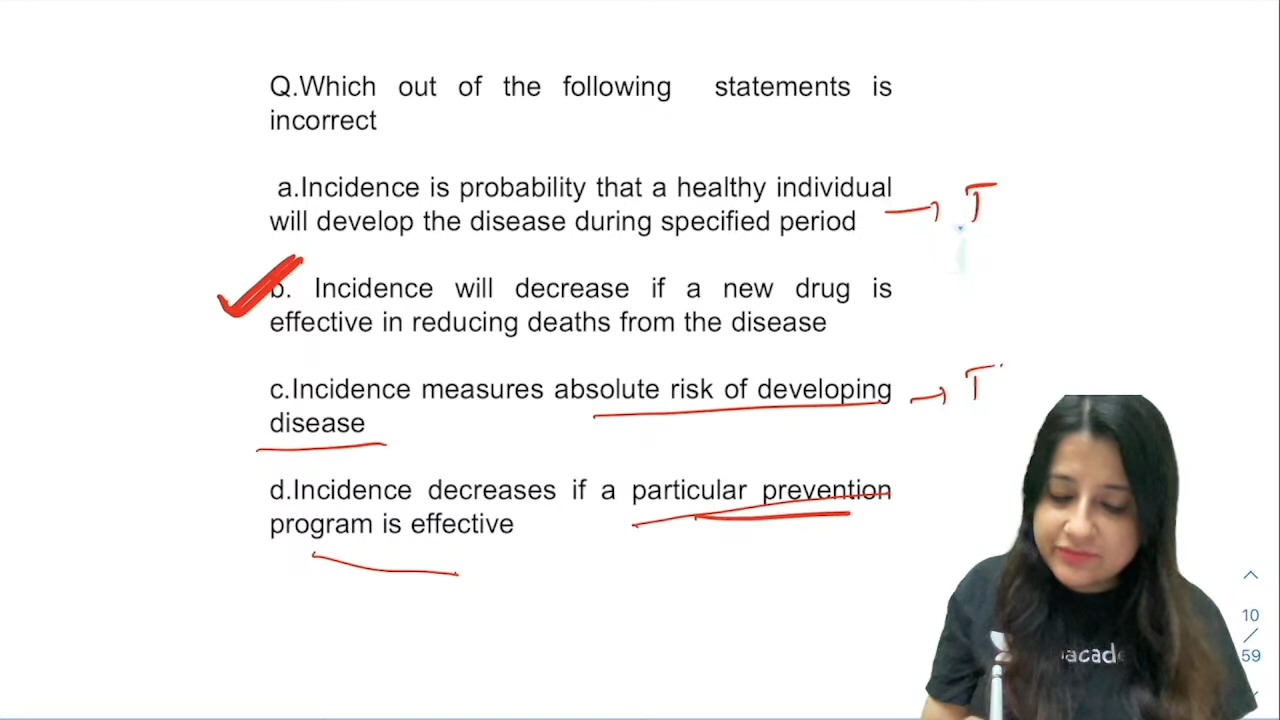 Q.Which out of the following statements is
incorrect
a.Incidence is probability that a healthy individual
will develop the disease during specified period
→ T
b. Incidence will decrease if a new drug is
effective in reducing deaths from the disease
c.Incidence measures absolute risk of developing
disease
→ T
d.Incidence decreases if a particular prevention
program is effective
10
/
59